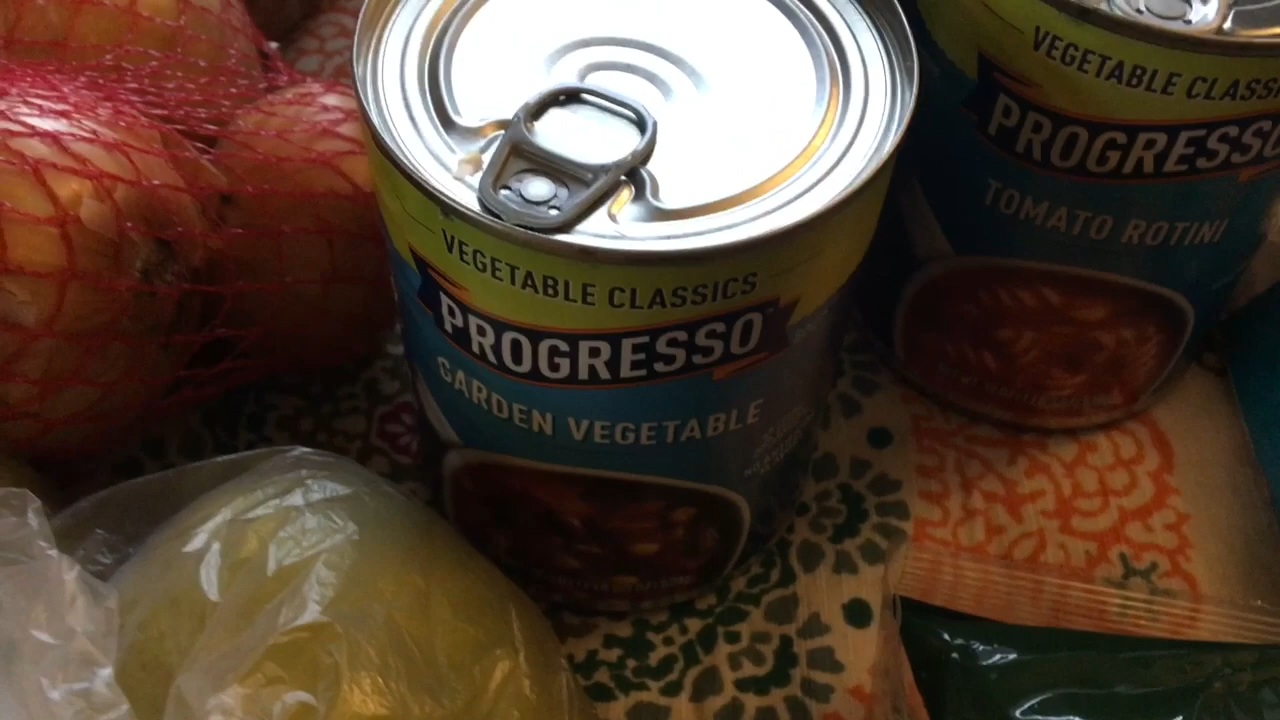 VEGETABLE CLASSICS
PROGRESSO
GARDEN VEGETABLE
VEGETABLE CLASSI
PROGRESSO
TOMATO ROTINI